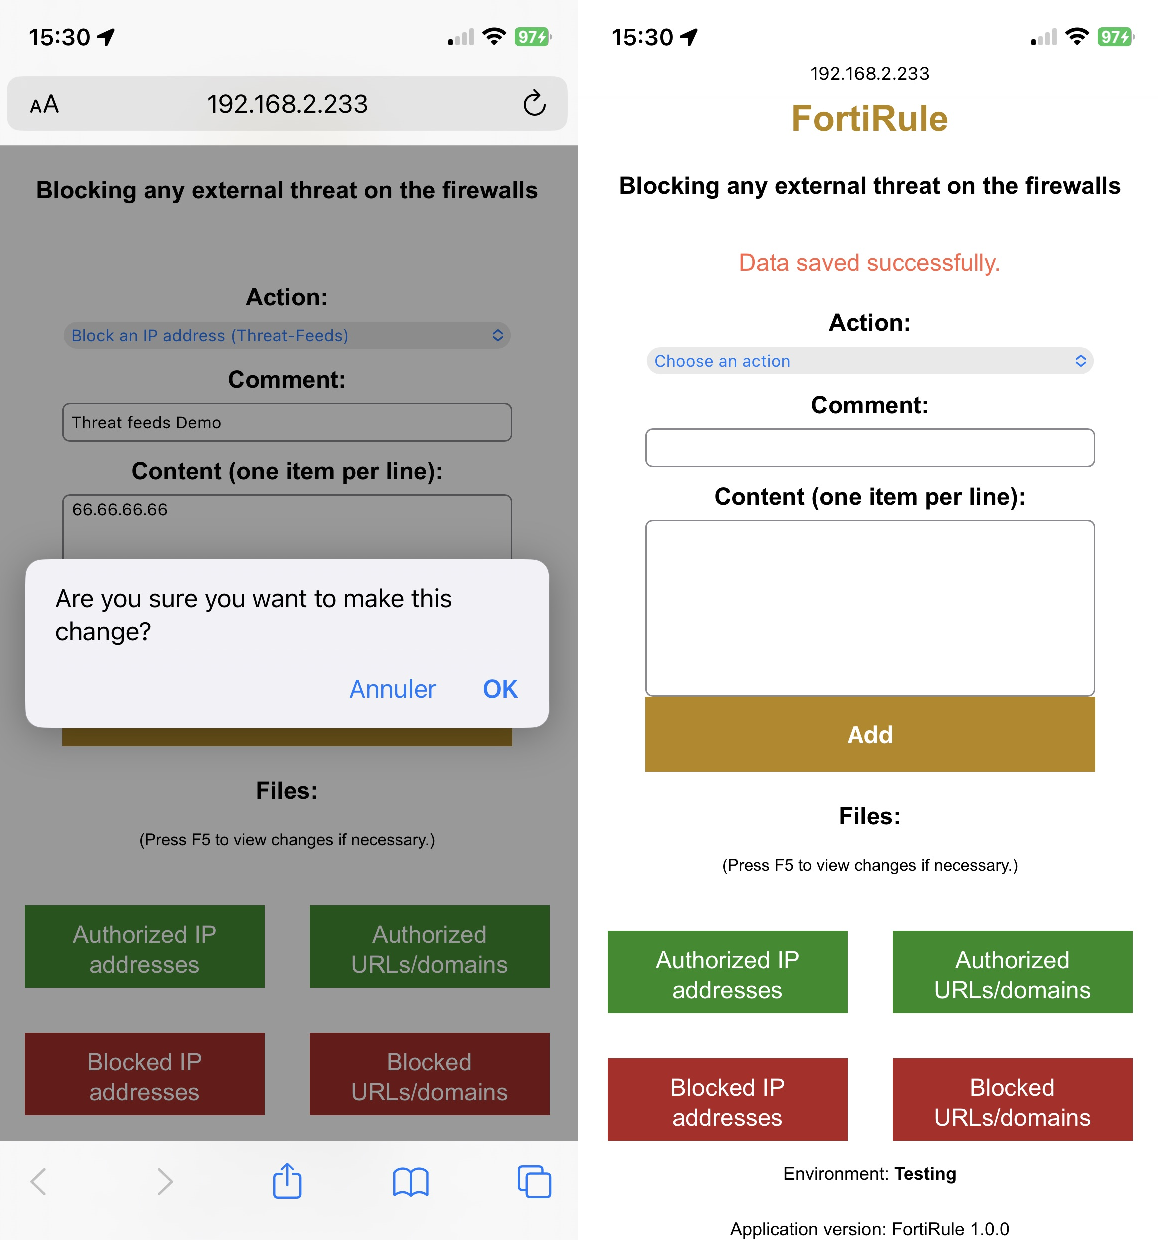 15:30
97
AA
192.168.2.233
Blocking any external threat on the firewalls
Action:
Block an IP address (Threat-Feeds)
Comment:
Threat feeds Demo
Content (one item per line):
66.66.66.66
Are you sure you want to make this
change?
Annuler
OK
Files:
(Press F5 to view changes if necessary.)
Authorized IP
addresses
Authorized
URLs/domains
Blocked IP
addresses
Blocked
URLs/domains
15:30
97
192.168.2.233
FortiRule
Blocking any external threat on the firewalls
Data saved successfully.
Action:
Choose an action
Comment:
Content (one item per line):
Add
Files:
(Press F5 to view changes if necessary.)
Authorized IP
addresses
Authorized
URLs/domains
Blocked IP
addresses
Blocked
URLs/domains
Environment: Testing
Application version: FortiRule 1.0.0